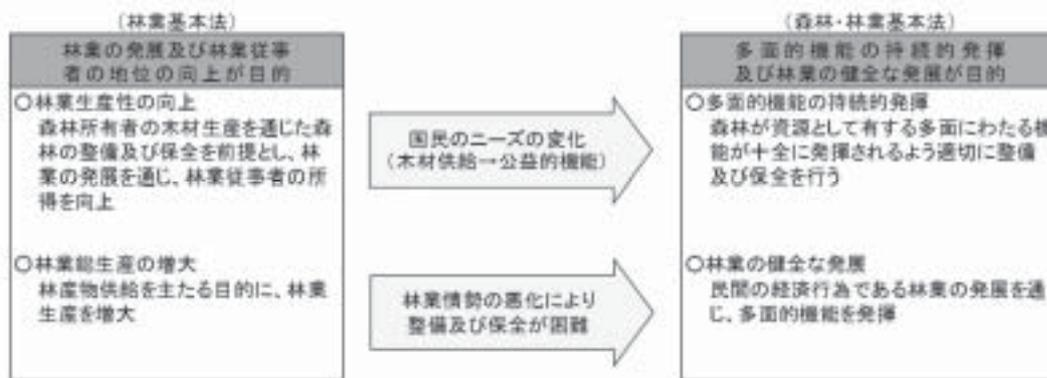 （林業基本法）
林業の発展及び林業従事
者の地位の向上が目的
○林業生産性の向上
森林所有者の木材生産を通じた森
林の整備及び保全を前提とし、林
業の発展を通じ、林業従事者の所
得を向上
○林業総生産の増大
林産物供給を主たる目的に、林業
生産を増大
国民のニーズの変化
（木材供給→公益的機能）
林業情勢の悪化により
整備及び保全が困難
（森林・林業基本法）
多面的機能の持続的発揮
及び林業の健全な発展が目的
○多面的機能の持続的発揮
森林が資源として有する多面にわたる機
能が十全に発揮されるよう適切に整備
及び保全を行う
○林業の健全な発展
民間の経済行為である林業の発展を通
じ、多面的機能を発揮